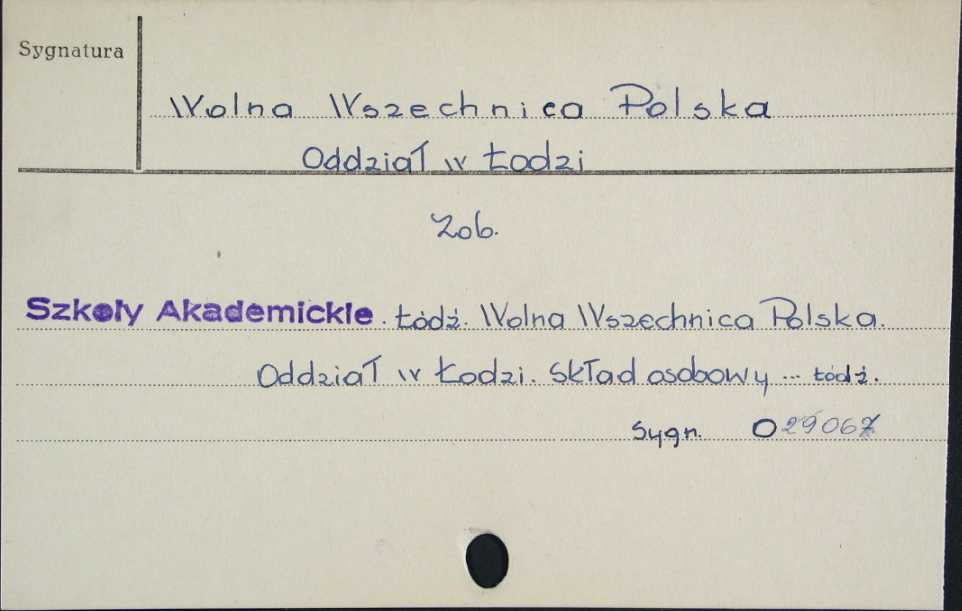 Sygnatura
Wolna Wszechnica Polska
Oddział w Łodzi
Zob.
Szkoły Akademickie. Łódź. Wolna Wszechnica Polska.
Oddział w Łodzi. Skład osobowy ... Łódź.
Sygn. O 29067